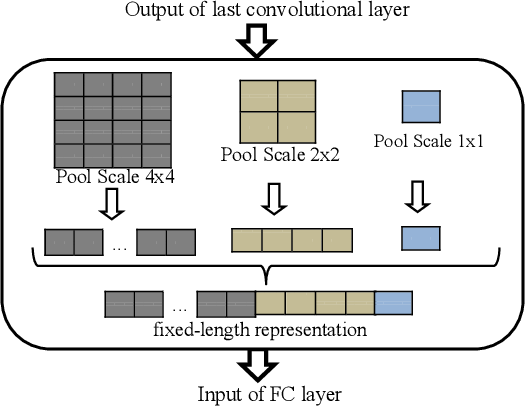 Output of last convolutional layer
Pool Scale 4x4
Pool Scale 2x2
Pool Scale 1x1
...
...
fixed-length representation
Input of FC layer